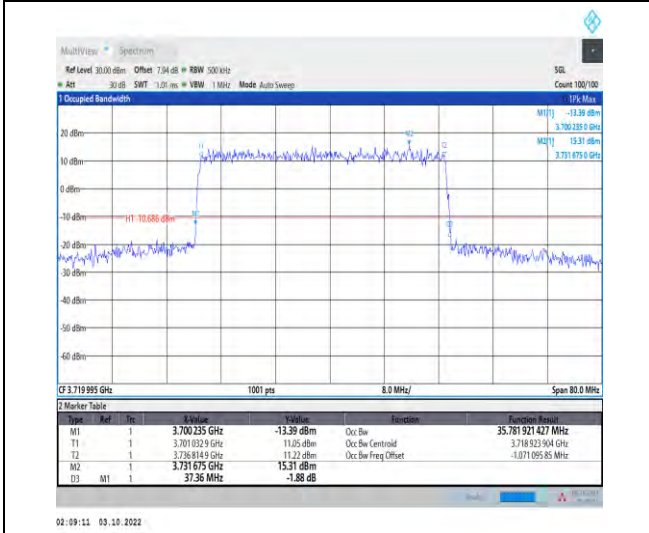 MultiView Spectrum
Ref Level 30.00 dBm Offset 7.94 dB RBW 500 kHz SGL
Att 30 dB SWT 1.01 ms VBW 1 MHz Mode Auto Sweep Count 100/100
1 Occupied Bandwidth 1Pk Max
M1[1] -13.39 dBm
3.700 235 0 GHz
20 dBm M2[1] 15.31 dBm
3.731 675 0 GHz
T1 M2 T2
10 dBm
0 dBm
-10 dBm H1 -10.686 dBm M1
D3
-20 dBm
-30 dBm
-40 dBm
-50 dBm
-60 dBm
CF 3.719 995 GHz 1001 pts 8.0 MHz/ Span 80.0 MHz
2 Marker Table
Type Ref Trc X-Value Y-Value Function Function Result
M1 1 3.700 235 GHz -13.39 dBm Occ Bw 35.781 921 427 MHz
T1 1 3.701 032 9 GHz 11.05 dBm Occ Bw Centroid 3.718 923 904 GHz
T2 1 3.736 814 9 GHz 11.22 dBm Occ Bw Freq Offset -1.071 095 85 MHz
M2 1 3.731 675 GHz 15.31 dBm
D3 M1 1 37.36 MHz -1.88 dB
02:09:11 03.10.2022